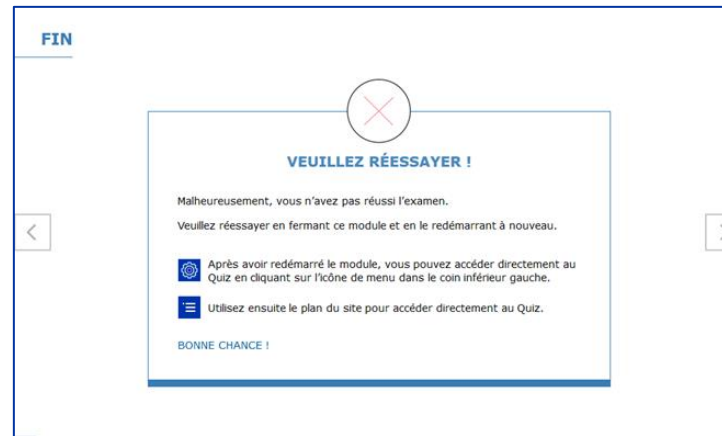 FIN
VEUILLEZ RÉESSAYER !
Malheureusement, vous n'avez pas réussi l'examen.
Veuillez réessayer en fermant ce module et en le redémarrant à nouveau.
Après avoir redémarré le module, vous pouvez accéder directement au
Quiz en cliquant sur l'icône de menu dans le coin inférieur gauche.
Utilisez ensuite le plan du site pour accéder directement au Quiz.
BONNE CHANCE !